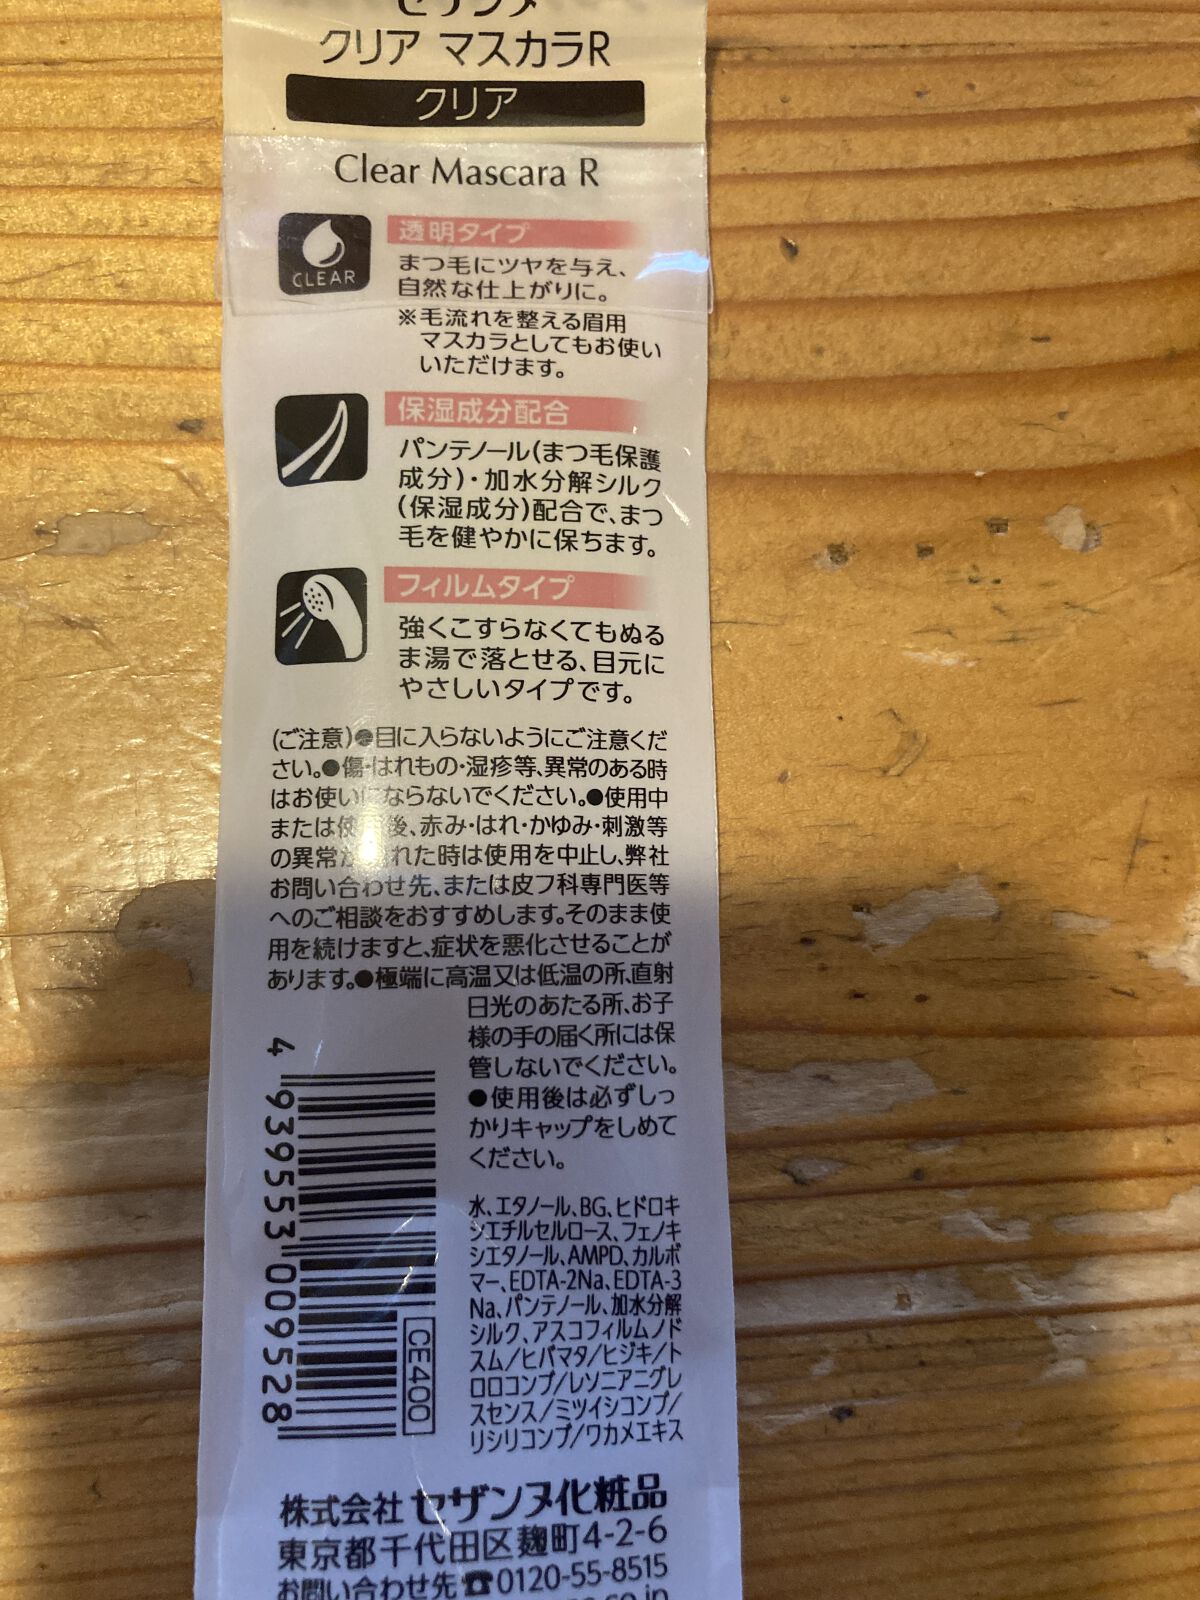 セザンヌ
クリア マスカラR
クリア
Clear Mascara R
CLEAR
透明タイプ
まつ毛にツヤを与え、
自然な仕上がりに。
※毛流れを整える眉用
マスカラとしてもお使い
いただけます。
保湿成分配合
パンテノール(まつ毛保護
成分)・加水分解シルク
(保湿成分)配合で、まつ
毛を健やかに保ちます。
フィルムタイプ
強くこすらなくてもぬる
ま湯で落とせる、目元に
やさしいタイプです。
(ご注意)●目に入らないようにご注意くだ
さい。●傷・はれもの・湿疹等、異常のある時
はお使いにならないでください。●使用中
または使用後、赤み・はれ・かゆみ・刺激等
の異常が現れた時は使用を中止し、弊社
お問い合わせ先、または皮フ科専門医等
へのご相談をおすすめします。そのまま使
用を続けますと、症状を悪化させることが
あります。●極端に高温又は低温の所、直射
日光のあたる所、お子
様の手の届く所には保
管しないでください。
●使用後は必ずしっ
かりキャップをしめて
ください。
4 939553 009528
CE400
水、エタノール、BG、ヒドロキ
シエチルセルロース、フェノキ
シエタノール、AMPD、カルボ
マー、EDTA-2Na、EDTA-3
Na、パンテノール、加水分解
シルク、アスコフィルムノド
スム/ヒバマタ/ヒジキ/ト
ロロコンブ/レソニアニグレ
スセンス/ミツイシコンブ/
リシリコンブ/ワカメエキス
株式会社 セザンヌ化粧品
東京都千代田区麹町4-2-6
お問い合わせ先☎0120-55-8515